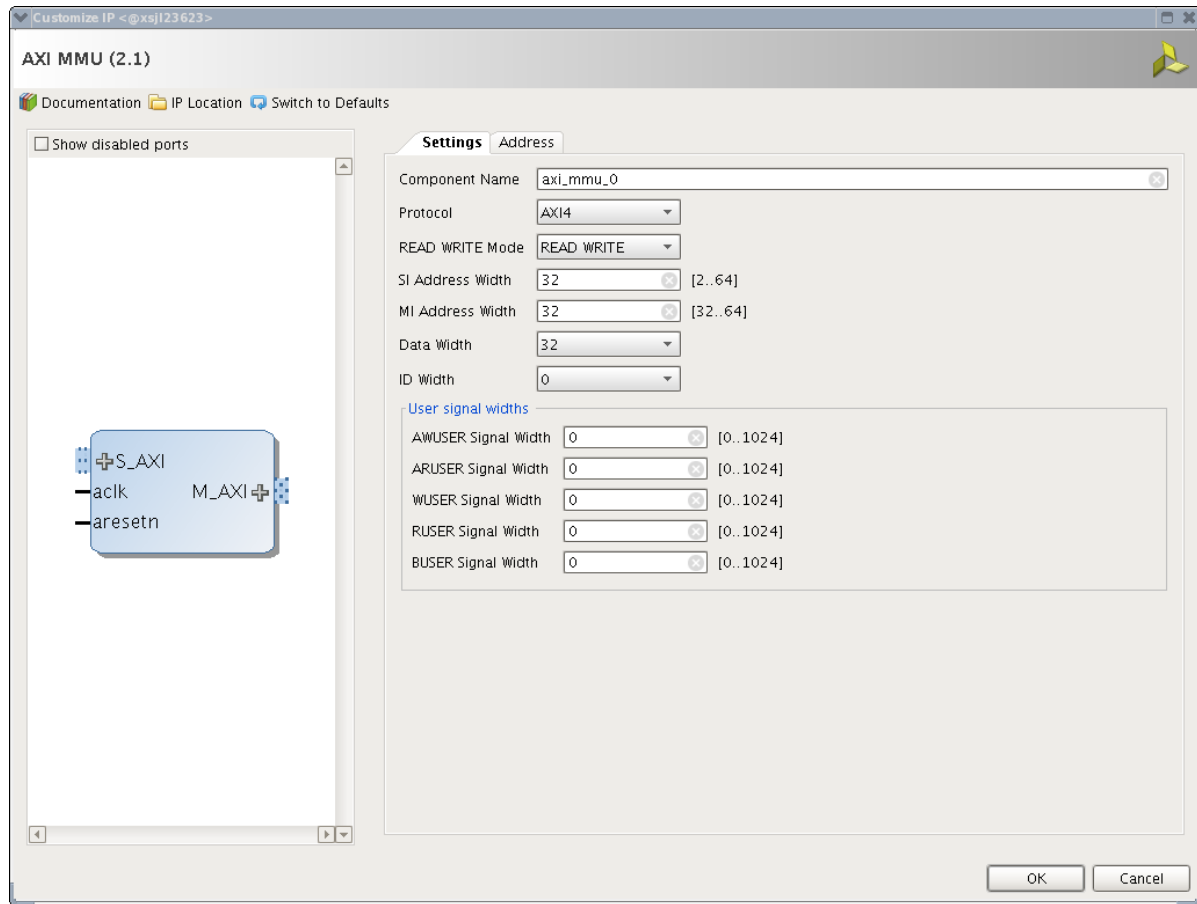 Customize IP <@xsjl23623>
AXI MMU (2.1)
Documentation IP Location Switch to Defaults
Show disabled ports
S_AXI
aclk M_AXI
aresetn
Settings Address
Component Name axi_mmu_0
Protocol AXI4
READ WRITE Mode READ WRITE
SI Address Width 32 [2..64]
MI Address Width 32 [32..64]
Data Width 32
ID Width 0
User signal widths
AWUSER Signal Width 0 [0..1024]
ARUSER Signal Width 0 [0..1024]
WUSER Signal Width 0 [0..1024]
RUSER Signal Width 0 [0..1024]
BUSER Signal Width 0 [0..1024]
OK Cancel